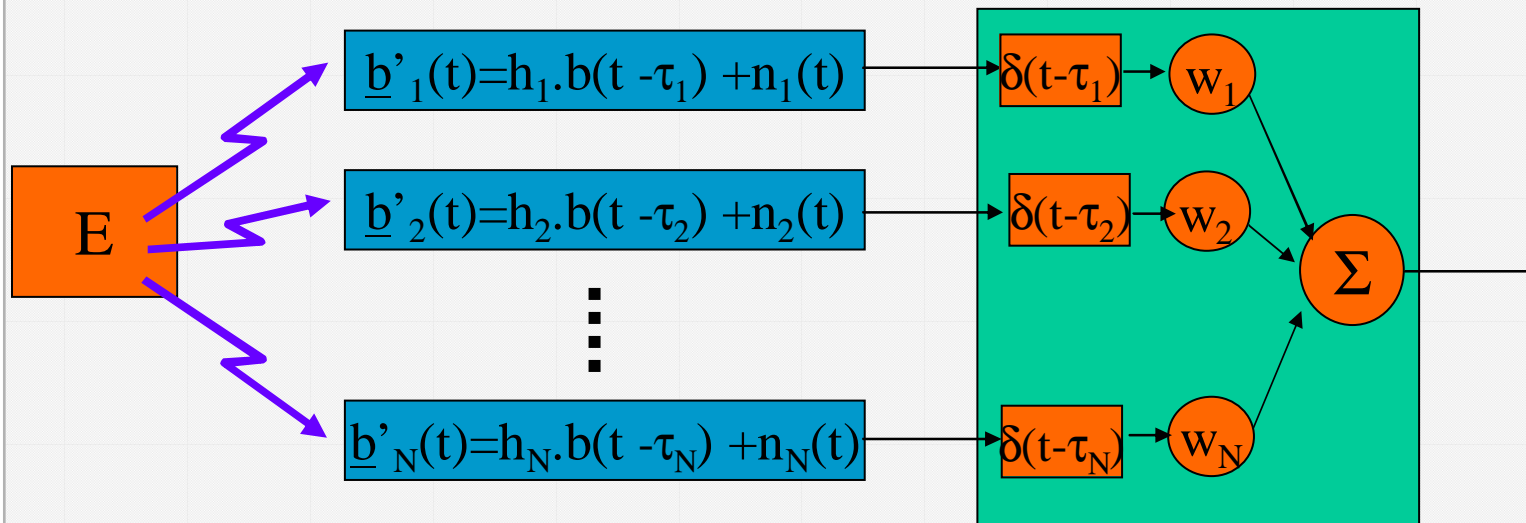 b'₁(t)=h₁.b(t -τ₁) +n₁(t)
δ(t-τ₁)
w₁
E
b'₂(t)=h₂.b(t -τ₂) +n₂(t)
δ(t-τ₂)
w₂
Σ
b'N(t)=hN.b(t -τN) +nN(t)
δ(t-τN)
wN